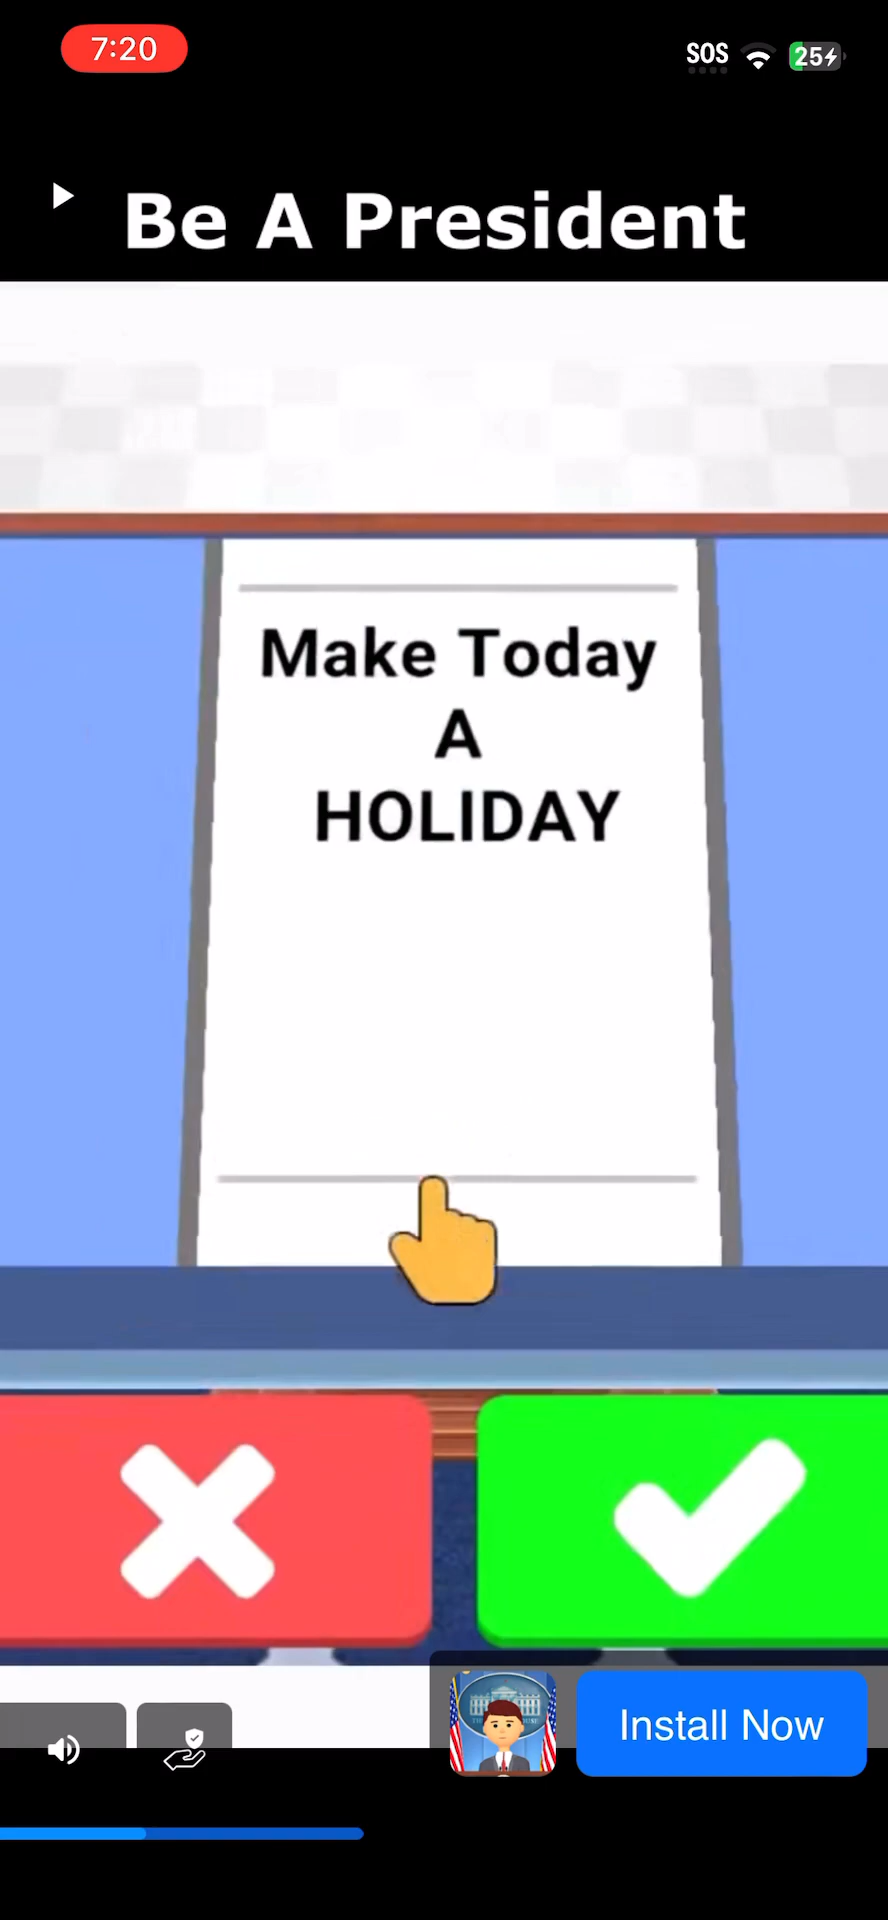 7:20
SOS
25
Be A President
Make Today
A
HOLIDAY
Install Now